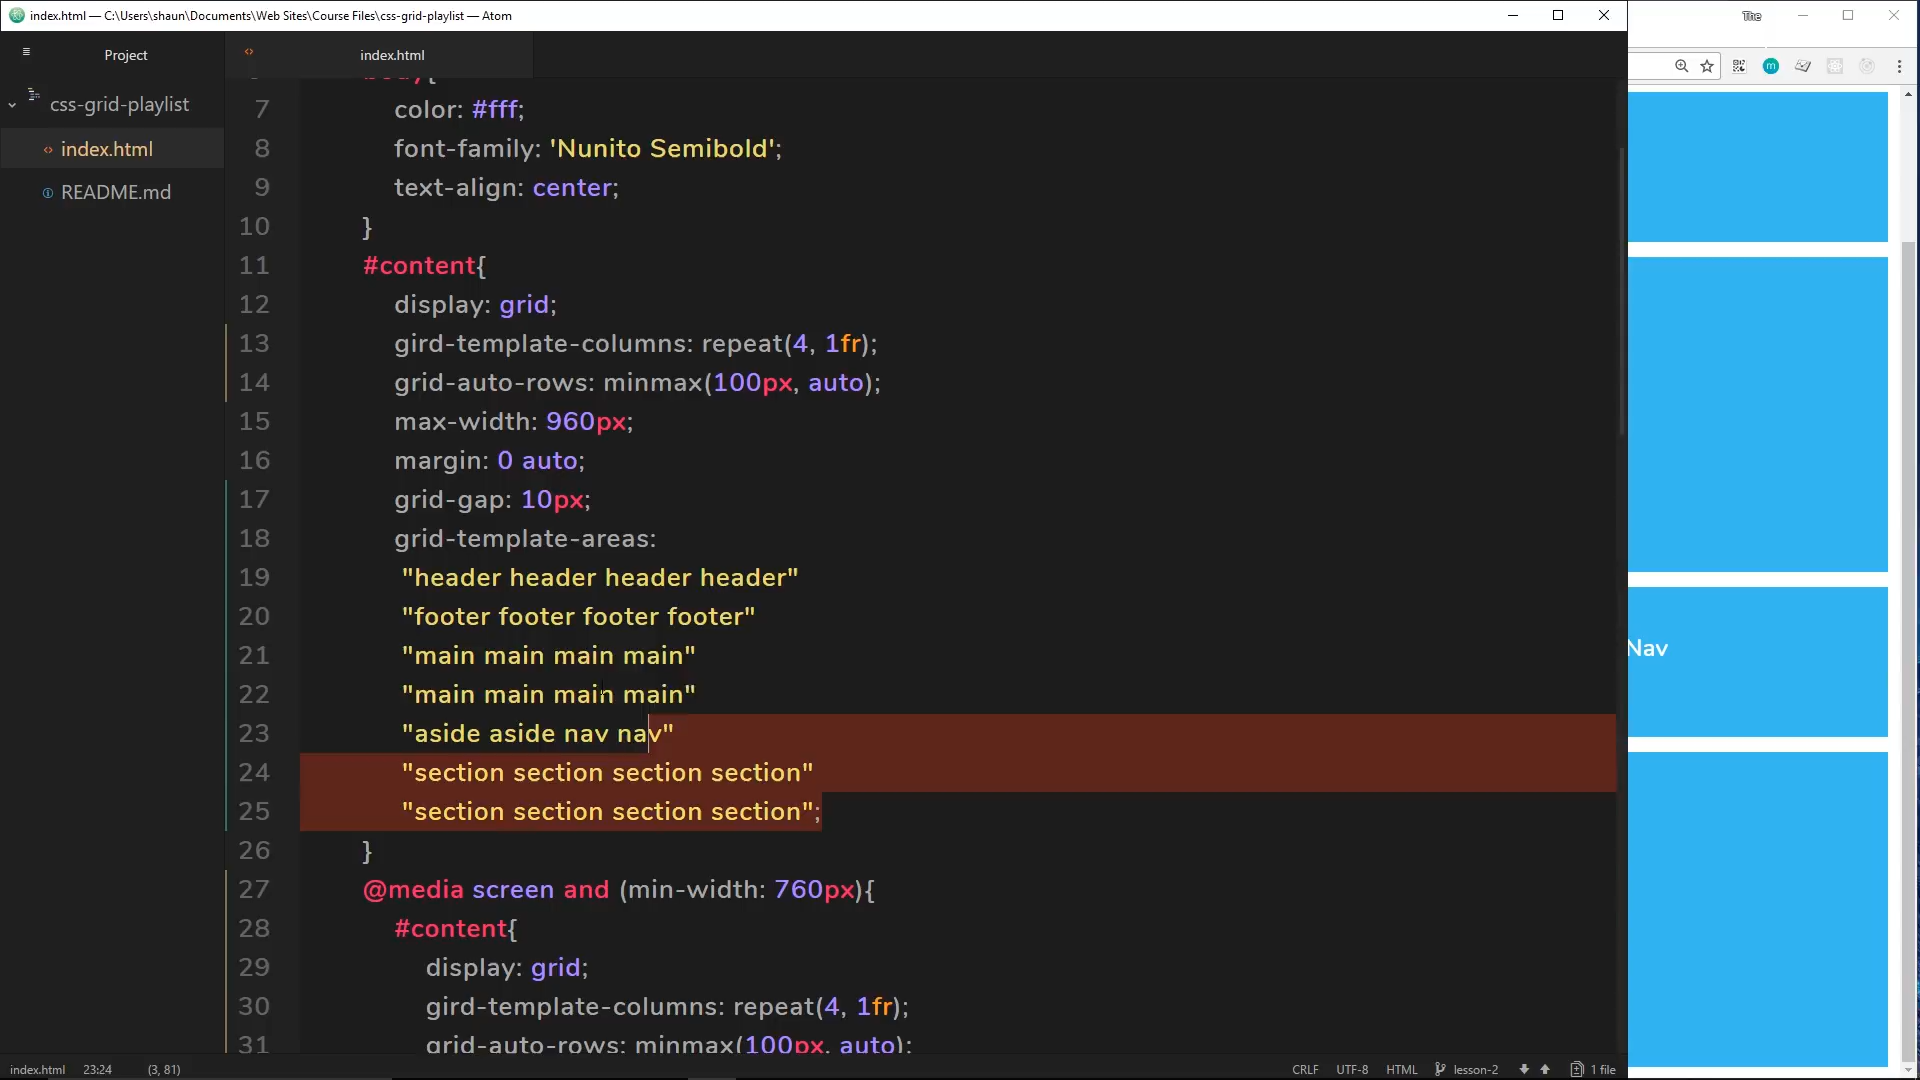 index.html — C:\Users\shaun\Documents\Web Sites\Course Files\css-grid-playlist — Atom
The
Project
index.html
css-grid-playlist
index.html
README.md
body{
7 color: #fff;
8 font-family: 'Nunito Semibold';
9 text-align: center;
10 }
11 #content{
12 display: grid;
13 gird-template-columns: repeat(4, 1fr);
14 grid-auto-rows: minmax(100px, auto);
15 max-width: 960px;
16 margin: 0 auto;
17 grid-gap: 10px;
18 grid-template-areas:
19 "header header header header"
20 "footer footer footer footer"
21 "main main main main"
22 "main main main main"
23 "aside aside nav nav"
24 "section section section section"
25 "section section section section";
26 }
27 @media screen and (min-width: 760px){
28 #content{
29 display: grid;
30 gird-template-columns: repeat(4, 1fr);
31 grid-auto-rows: minmax(100px, auto);
m
Nav
index.html 23:24 (3, 81)
CRLF UTF-8 HTML lesson-2 1 file